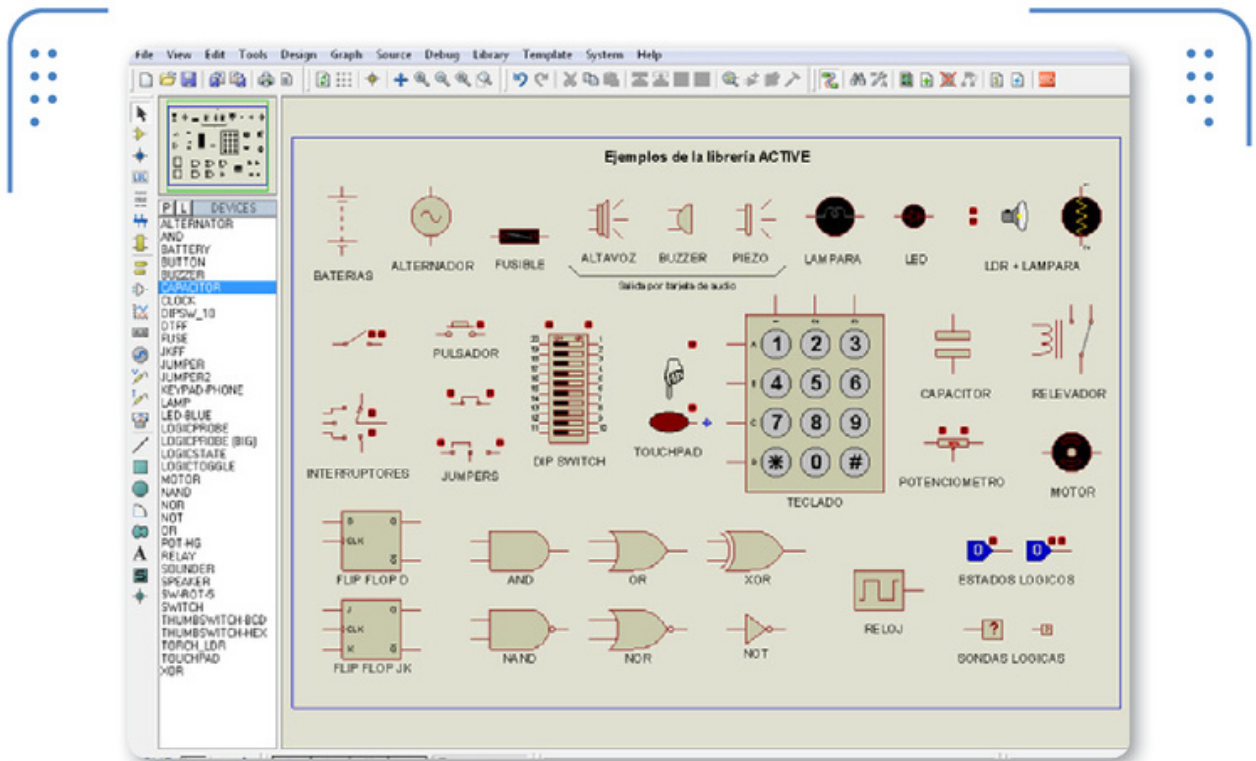 File View Edit Tools Design Graph Source Debug Library Template System Help
P L DEVICES
ALTERNATOR
AND
BATTERY
BUTTON
BUZZER
CAPACITOR
CLOCK
DIPSW_10
DTFF
FUSE
JKFF
JUMPER
JUMPER2
KEYPAD-PHONE
LAMP
LED-BLUE
LOGICPROBE
LOGICPROBE (BIG)
LOGICSTATE
LOGICTOGGLE
MOTOR
NAND
NOR
NOT
OR
POT-HG
RELAY
SOUNDER
SPEAKER
SW-ROT-5
SWITCH
THUMBSWITCH-BCD
THUMBSWITCH-HEX
TORCH_LDR
TOUCHPAD
XOR
Ejemplos de la librería ACTIVE
BATERIAS
ALTERNADOR
FUSIBLE
ALTAVOZ
BUZZER
PIEZO
LAMPARA
LED
LDR + LAMPARA
Salida por tarjeta de audio
PULSADOR
INTERRUPTORES
JUMPERS
DIP SWITCH
TOUCHPAD
1 2 3
4 5 6
7 8 9
* 0 #
TECLADO
CAPACITOR
RELEVADOR
POTENCIOMETRO
MOTOR
D Q
CLK
Q
FLIP FLOP D
AND
OR
XOR
0 0
ESTADOS LOGICOS
J Q
CLK
K Q
FLIP FLOP JK
NAND
NOR
NOT
RELOJ
? ?
SONDAS LOGICAS